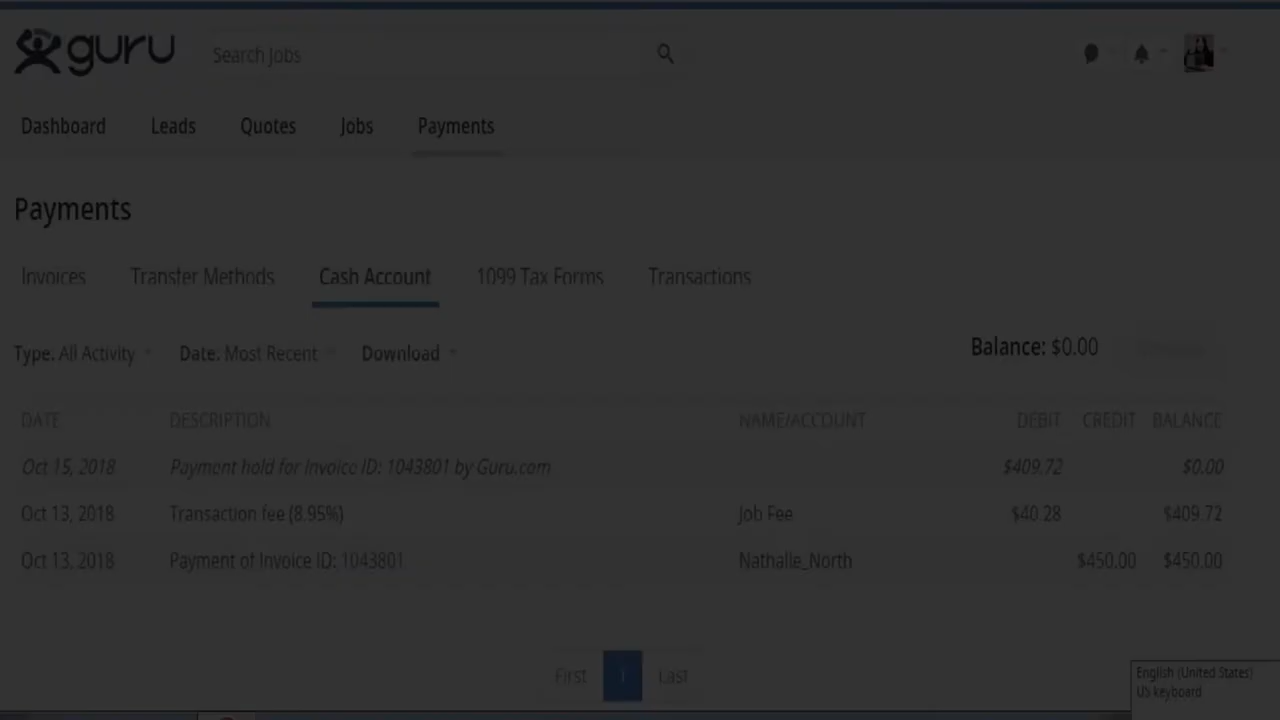 guru
Search Jobs
Dashboard Leads Quotes Jobs Payments
Payments
Invoices Transfer Methods Cash Account 1099 Tax Forms Transactions
Type: All Activity Date: Most Recent Download Balance: $0.00
DATE DESCRIPTION NAME/ACCOUNT DEBIT CREDIT BALANCE
Oct 15, 2018 Payment hold for Invoice ID: 1043801 by Guru.com $409.72 $0.00
Oct 13, 2018 Transaction fee (8.95%) Job Fee $40.28 $409.72
Oct 13, 2018 Payment of Invoice ID: 1043801 Nathalle_North $450.00 $450.00
First 1 Last
English (United States)
US keyboard